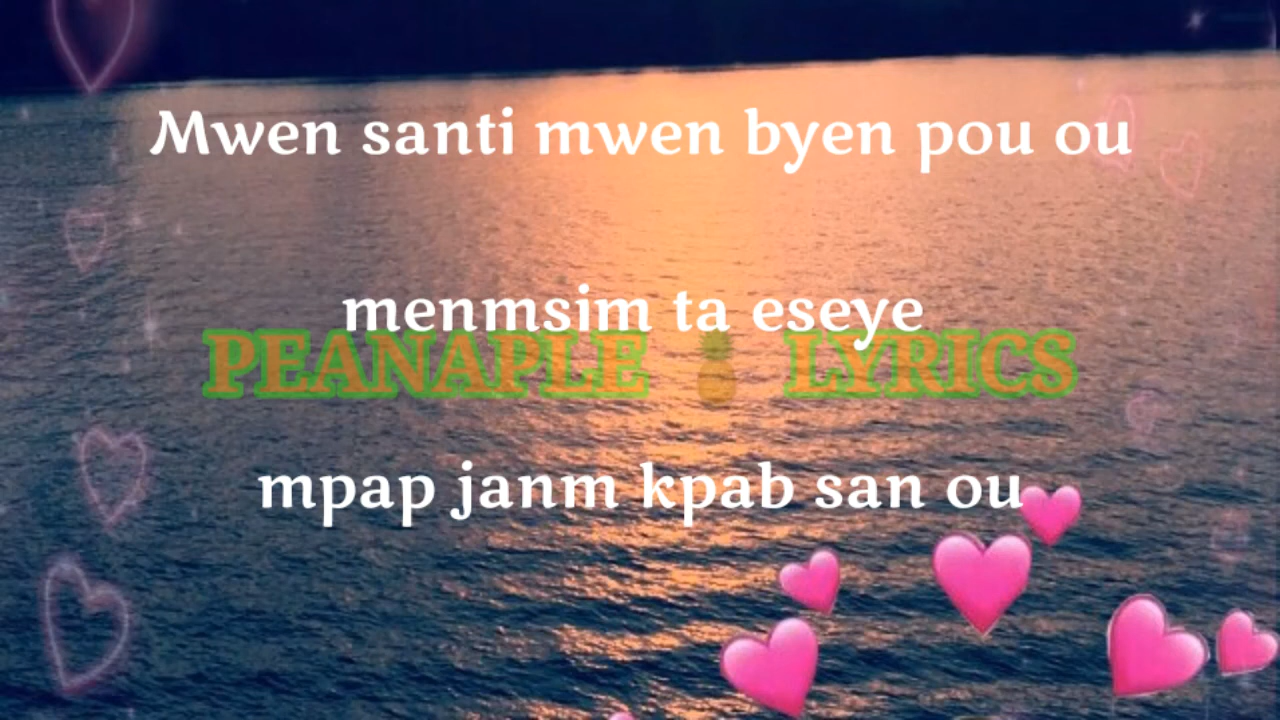 Mwen santi mwen byen pou ou
menmsim ta eseye
PEANAPLE 🍍 LYRICS
mpap janm kpab san ou